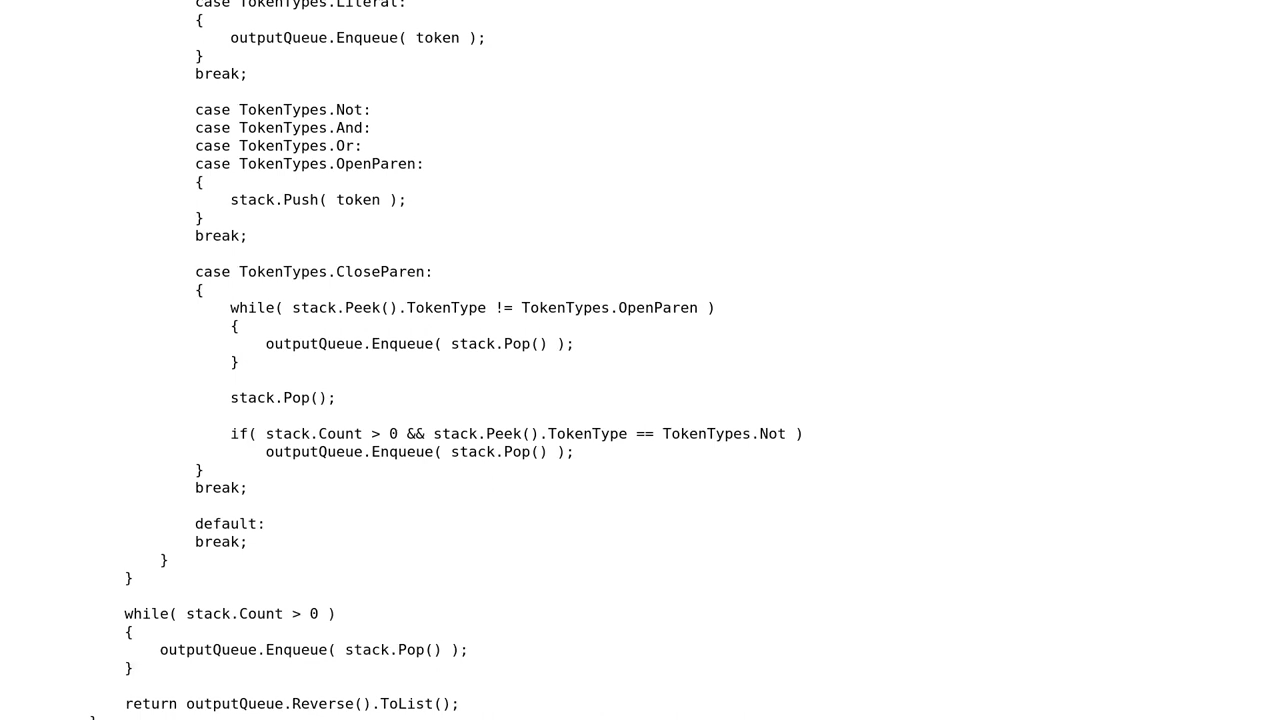 case TokenTypes.Literal:
{
outputQueue.Enqueue( token );
}
break;
case TokenTypes.Not:
case TokenTypes.And:
case TokenTypes.Or:
case TokenTypes.OpenParen:
{
stack.Push( token );
}
break;
case TokenTypes.CloseParen:
{
while( stack.Peek().TokenType != TokenTypes.OpenParen )
{
outputQueue.Enqueue( stack.Pop() );
}
stack.Pop();
if( stack.Count > 0 && stack.Peek().TokenType == TokenTypes.Not )
outputQueue.Enqueue( stack.Pop() );
}
break;
default:
break;
}
}
while( stack.Count > 0 )
{
outputQueue.Enqueue( stack.Pop() );
}
return outputQueue.Reverse().ToList();
}